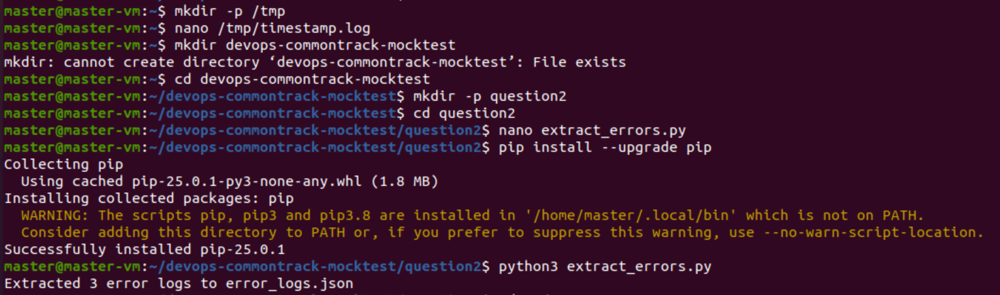 master@master-vm:~$ mkdir -p /tmp
master@master-vm:~$ nano /tmp/timestamp.log
master@master-vm:~$ mkdir devops-commontrack-mocktest
mkdir: cannot create directory ‘devops-commontrack-mocktest’: File exists
master@master-vm:~$ cd devops-commontrack-mocktest
master@master-vm:~/devops-commontrack-mocktest$ mkdir -p question2
master@master-vm:~/devops-commontrack-mocktest$ cd question2
master@master-vm:~/devops-commontrack-mocktest/question2$ nano extract_errors.py
master@master-vm:~/devops-commontrack-mocktest/question2$ pip install --upgrade pip
Collecting pip
  Using cached pip-25.0.1-py3-none-any.whl (1.8 MB)
Installing collected packages: pip
  WARNING: The scripts pip, pip3 and pip3.8 are installed in '/home/master/.local/bin' which is not on PATH.
  Consider adding this directory to PATH or, if you prefer to suppress this warning, use --no-warn-script-location.
Successfully installed pip-25.0.1
master@master-vm:~/devops-commontrack-mocktest/question2$ python3 extract_errors.py
Extracted 3 error logs to error_logs.json